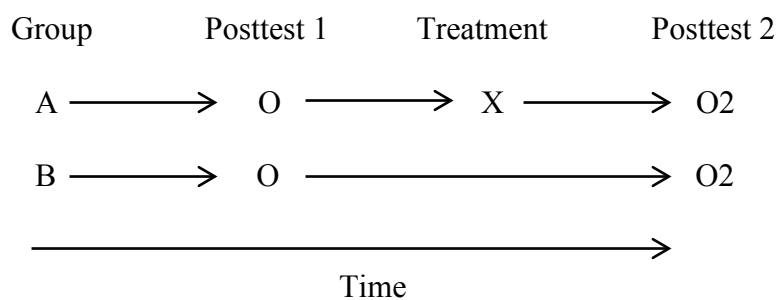 Group Posttest 1 Treatment Posttest 2
A O X O2
B O O2
Time